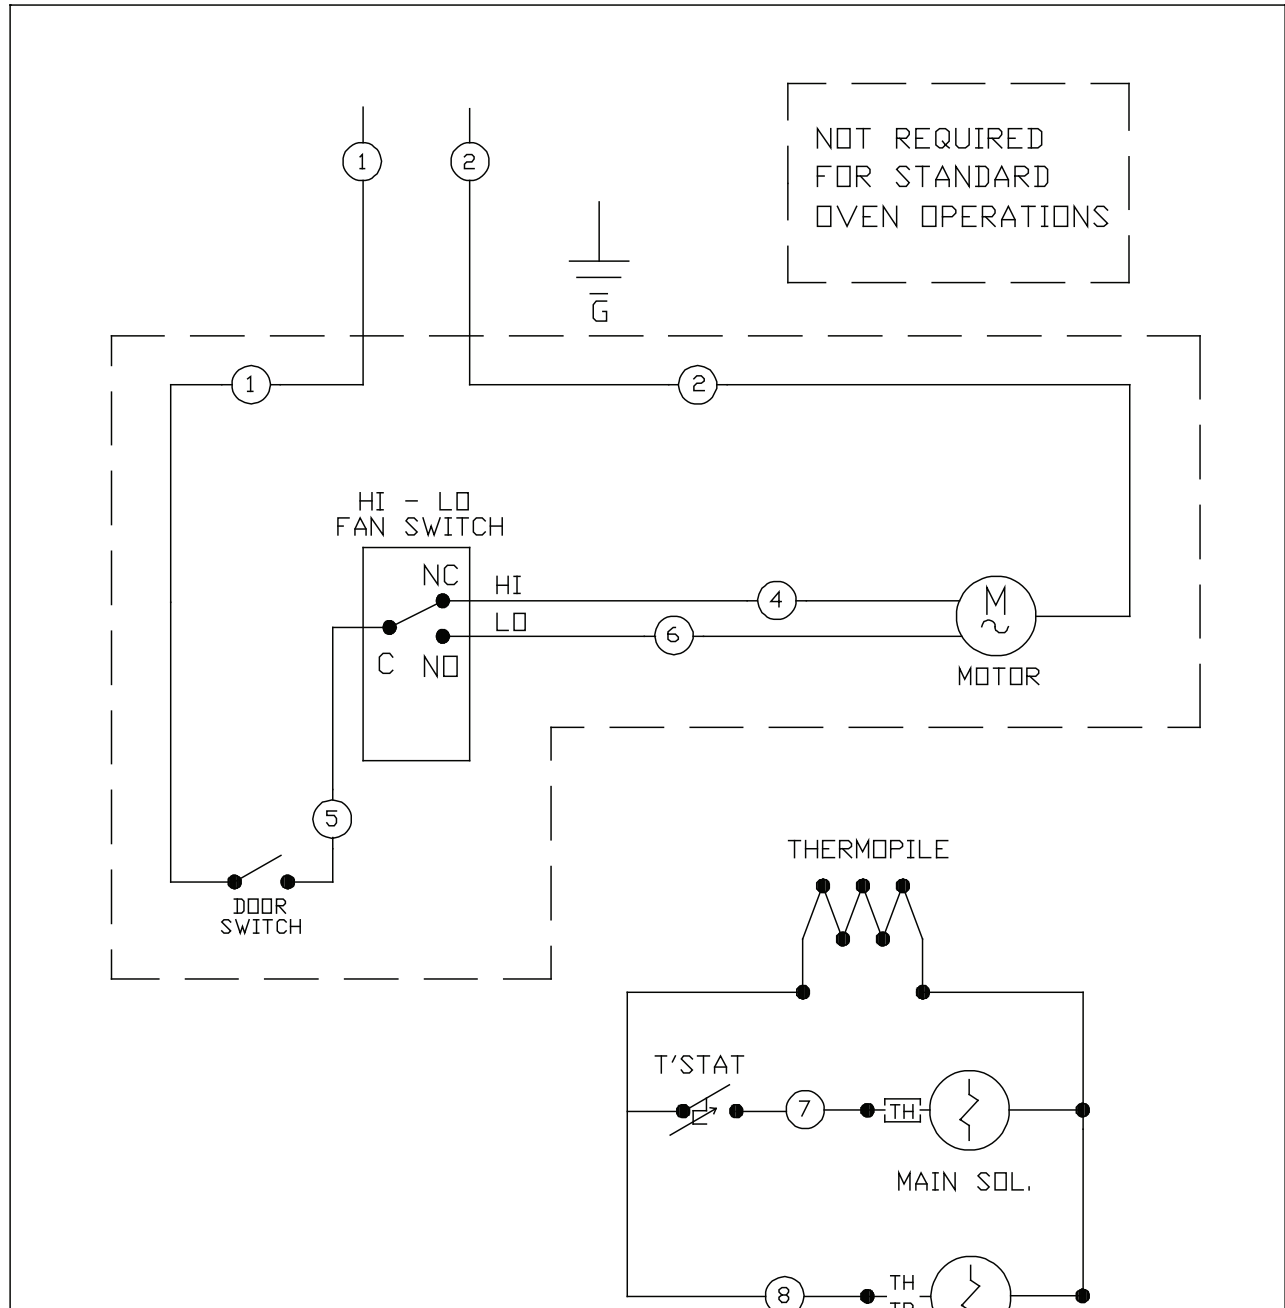 1
2
NOT REQUIRED
FOR STANDARD
OVEN OPERATIONS
G
1
2
HI - LO
FAN SWITCH
NC
HI
4
LO
6
M
C
NO
MOTOR
5
THERMOPILE
DOOR
SWITCH
T'STAT
7
TH
MAIN SOL.
8
TH